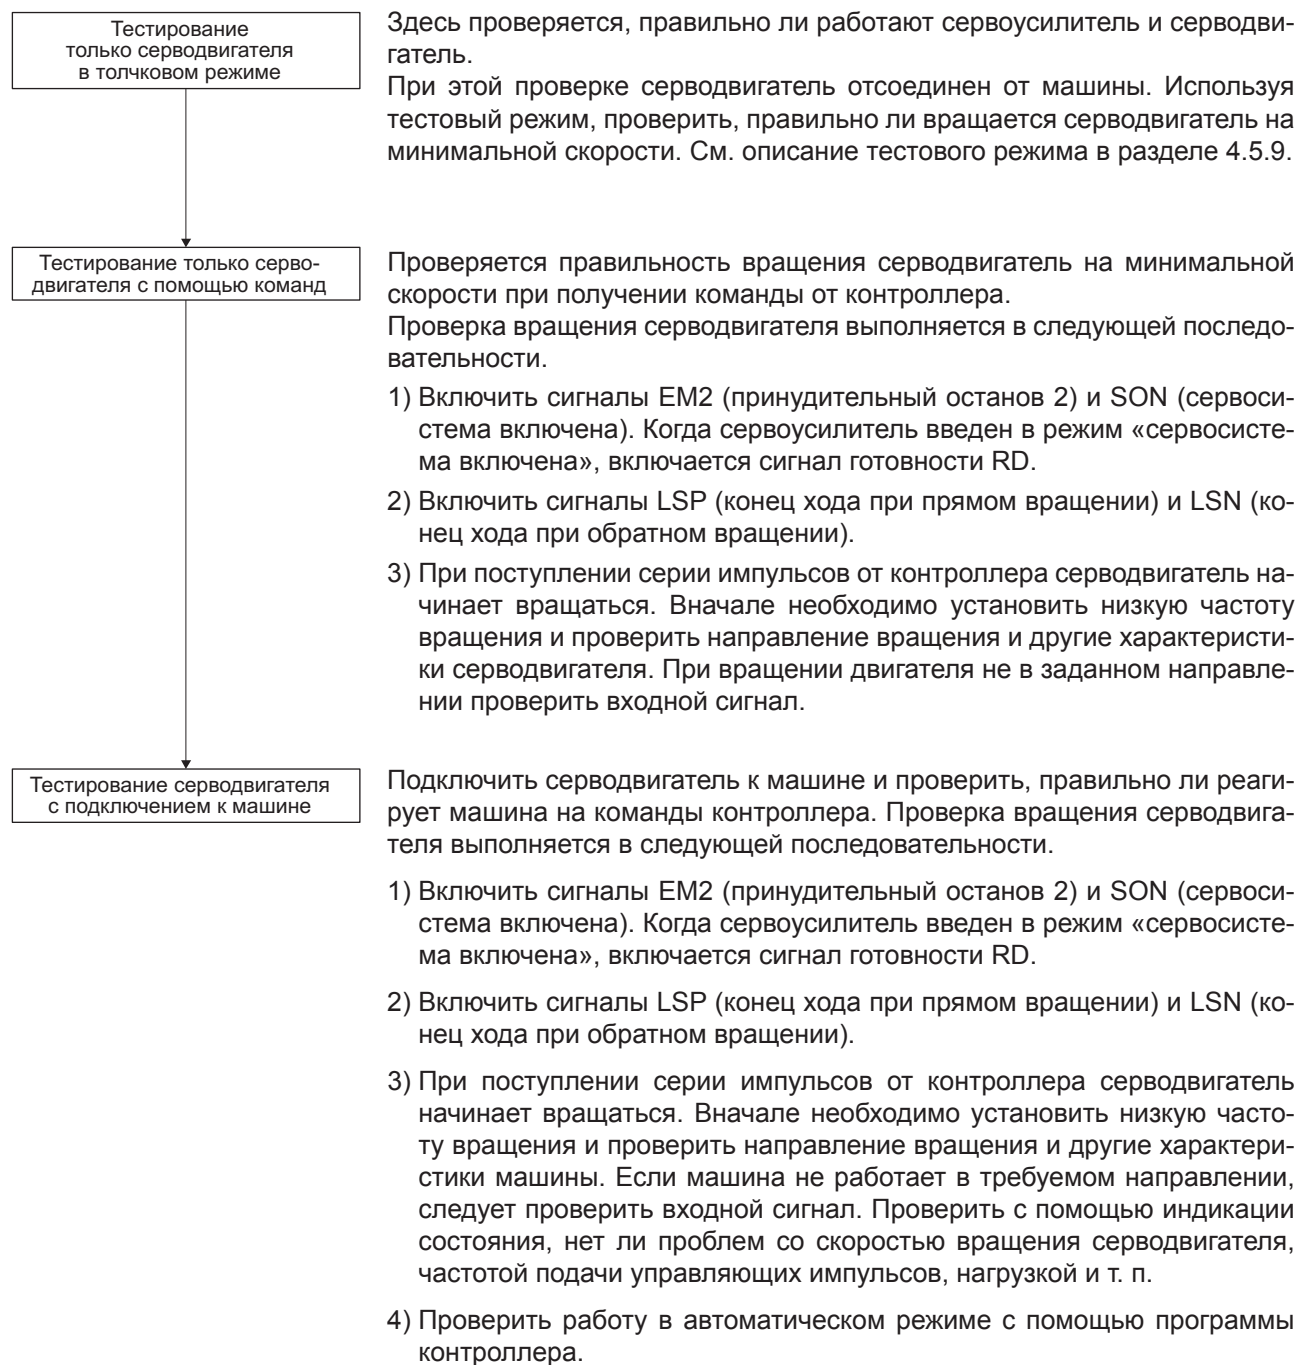 Тестирование
только серводвигателя
в толчковом режиме
Здесь проверяется, правильно ли работают сервоусилитель и серводви-
гатель.
При этой проверке серводвигатель отсоединен от машины. Используя
тестовый режим, проверить, правильно ли вращается серводвигатель на
минимальной скорости. См. описание тестового режима в разделе 4.5.9.
Тестирование только серво-
двигателя с помощью команд
Проверяется правильность вращения серводвигатель на минимальной
скорости при получении команды от контроллера.
Проверка вращения серводвигателя выполняется в следующей последо-
вательности.
1) Включить сигналы EM2 (принудительный останов 2) и SON (сервоси-
стема включена). Когда сервоусилитель введен в режим «сервосисте-
ма включена», включается сигнал готовности RD.
2) Включить сигналы LSP (конец хода при прямом вращении) и LSN (ко-
нец хода при обратном вращении).
3) При поступлении серии импульсов от контроллера серводвигатель на-
чинает вращаться. Вначале необходимо установить низкую частоту
вращения и проверить направление вращения и другие характеристи-
ки серводвигателя. При вращении двигателя не в заданном направле-
нии проверить входной сигнал.
Тестирование серводвигателя
с подключением к машине
Подключить серводвигатель к машине и проверить, правильно ли реаги-
рует машина на команды контроллера. Проверка вращения серводвига-
теля выполняется в следующей последовательности.
1) Включить сигналы EM2 (принудительный останов 2) и SON (сервоси-
стема включена). Когда сервоусилитель введен в режим «сервосисте-
ма включена», включается сигнал готовности RD.
2) Включить сигналы LSP (конец хода при прямом вращении) и LSN (ко-
нец хода при обратном вращении).
3) При поступлении серии импульсов от контроллера серводвигатель
начинает вращаться. Вначале необходимо установить низкую часто-
ту вращения и проверить направление вращения и другие характери-
стики машины. Если машина не работает в требуемом направлении,
следует проверить входной сигнал. Проверить с помощью индикации
состояния, нет ли проблем со скоростью вращения серводвигателя,
частотой подачи управляющих импульсов, нагрузкой и т. п.
4) Проверить работу в автоматическом режиме с помощью программы
контроллера.